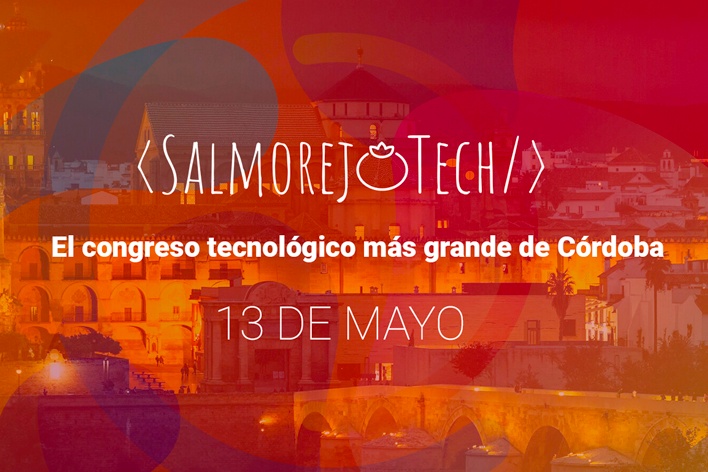 <SalmorejoTech/>
El congreso tecnológico más grande de Córdoba
13 DE MAYO